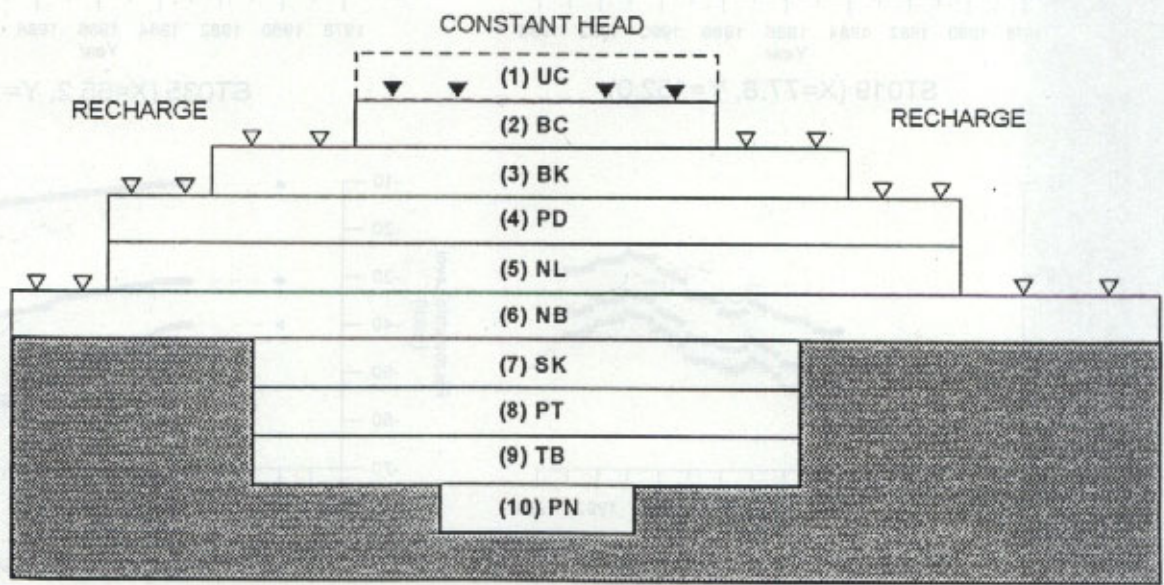 CONSTANT HEAD
(1) UC
RECHARGE
(2) BC
RECHARGE
(3) BK
(4) PD
(5) NL
(6) NB
(7) SK
(8) PT
(9) TB
(10) PN